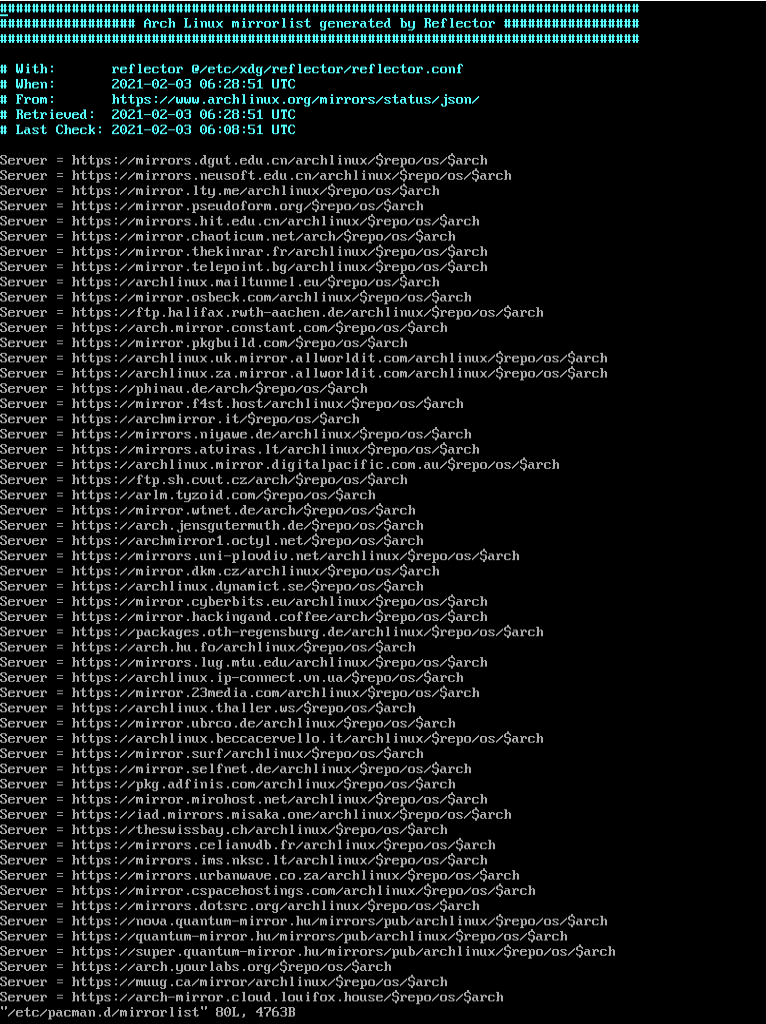 ################################################################################
################# Arch Linux mirrorlist generated by Reflector #################
################################################################################
# With:       reflector @/etc/xdg/reflector/reflector.conf
# When:       2021-02-03 06:28:51 UTC
# From:       https://www.archlinux.org/mirrors/status/json/
# Retrieved:  2021-02-03 06:28:51 UTC
# Last Check: 2021-02-03 06:08:51 UTC
Server = https://mirrors.dgut.edu.cn/archlinux/$repo/os/$arch
Server = https://mirrors.neusoft.edu.cn/archlinux/$repo/os/$arch
Server = https://mirror.lty.me/archlinux/$repo/os/$arch
Server = https://mirror.pseudoform.org/$repo/os/$arch
Server = https://mirrors.hit.edu.cn/archlinux/$repo/os/$arch
Server = https://mirror.chaoticum.net/arch/$repo/os/$arch
Server = https://mirror.thekinrar.fr/archlinux/$repo/os/$arch
Server = https://mirror.telepoint.bg/archlinux/$repo/os/$arch
Server = https://archlinux.mailtunnel.eu/$repo/os/$arch
Server = https://mirror.osbeck.com/archlinux/$repo/os/$arch
Server = https://ftp.halifax.rwth-aachen.de/archlinux/$repo/os/$arch
Server = https://arch.mirror.constant.com/$repo/os/$arch
Server = https://mirror.pkgbuild.com/$repo/os/$arch
Server = https://archlinux.uk.mirror.allworldit.com/archlinux/$repo/os/$arch
Server = https://archlinux.za.mirror.allworldit.com/archlinux/$repo/os/$arch
Server = https://phinau.de/arch/$repo/os/$arch
Server = https://mirror.f4st.host/archlinux/$repo/os/$arch
Server = https://archmirror.it/$repo/os/$arch
Server = https://mirrors.niyawe.de/archlinux/$repo/os/$arch
Server = https://mirrors.atviras.lt/archlinux/$repo/os/$arch
Server = https://archlinux.mirror.digitalpacific.com.au/$repo/os/$arch
Server = https://ftp.sh.cvut.cz/arch/$repo/os/$arch
Server = https://arlm.tyzoid.com/$repo/os/$arch
Server = https://mirror.wtnet.de/arch/$repo/os/$arch
Server = https://arch.jensgutermuth.de/$repo/os/$arch
Server = https://archmirror1.octyl.net/$repo/os/$arch
Server = https://mirrors.uni-plovdiv.net/archlinux/$repo/os/$arch
Server = https://mirror.dkm.cz/archlinux/$repo/os/$arch
Server = https://archlinux.dynamict.se/$repo/os/$arch
Server = https://mirror.cyberbits.eu/archlinux/$repo/os/$arch
Server = https://mirror.hackingand.coffee/arch/$repo/os/$arch
Server = https://packages.oth-regensburg.de/archlinux/$repo/os/$arch
Server = https://arch.hu.fo/archlinux/$repo/os/$arch
Server = https://mirrors.lug.mtu.edu/archlinux/$repo/os/$arch
Server = https://archlinux.ip-connect.vn.ua/$repo/os/$arch
Server = https://mirror.23media.com/archlinux/$repo/os/$arch
Server = https://archlinux.thaller.ws/$repo/os/$arch
Server = https://mirror.ubrco.de/archlinux/$repo/os/$arch
Server = https://archlinux.beccacervello.it/archlinux/$repo/os/$arch
Server = https://mirror.surf/archlinux/$repo/os/$arch
Server = https://mirror.selfnet.de/archlinux/$repo/os/$arch
Server = https://pkg.adfinis.com/archlinux/$repo/os/$arch
Server = https://mirror.mirohost.net/archlinux/$repo/os/$arch
Server = https://iad.mirrors.misaka.one/archlinux/$repo/os/$arch
Server = https://theswissbay.ch/archlinux/$repo/os/$arch
Server = https://mirrors.celianvdb.fr/archlinux/$repo/os/$arch
Server = https://mirrors.ims.nksc.lt/archlinux/$repo/os/$arch
Server = https://mirrors.urbanwave.co.za/archlinux/$repo/os/$arch
Server = https://mirror.cspacehostings.com/archlinux/$repo/os/$arch
Server = https://mirrors.dotsrc.org/archlinux/$repo/os/$arch
Server = https://nova.quantum-mirror.hu/mirrors/pub/archlinux/$repo/os/$arch
Server = https://quantum-mirror.hu/mirrors/pub/archlinux/$repo/os/$arch
Server = https://super.quantum-mirror.hu/mirrors/pub/archlinux/$repo/os/$arch
Server = https://arch.yourlabs.org/$repo/os/$arch
Server = https://muug.ca/mirror/archlinux/$repo/os/$arch
Server = https://arch-mirror.cloud.louifox.house/$repo/os/$arch
"/etc/pacman.d/mirrorlist" 80L, 4763B